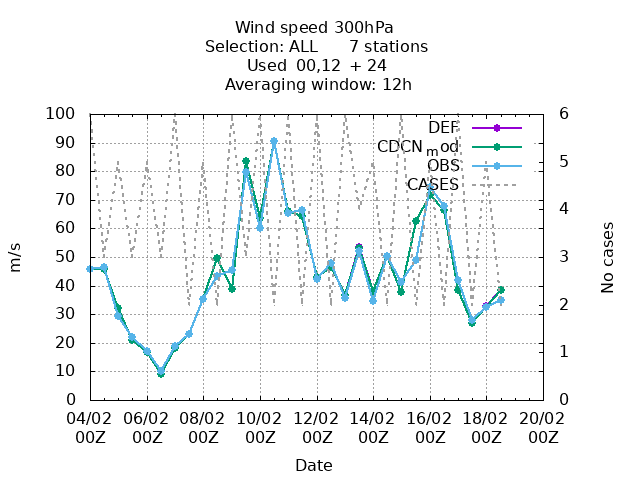 Wind speed 300hPa
Selection: ALL 7 stations
Used 00,12 + 24
Averaging window: 12h
100 6
DEF
90
CDCN_mod
80 5
OBS
70
CASES
60 4
50 3
m/s No cases
40
30 2
20
10 1
0 0
04/02 06/02 08/02 10/02 12/02 14/02 16/02 18/02 20/02
00Z 00Z 00Z 00Z 00Z 00Z 00Z 00Z 00Z
Date